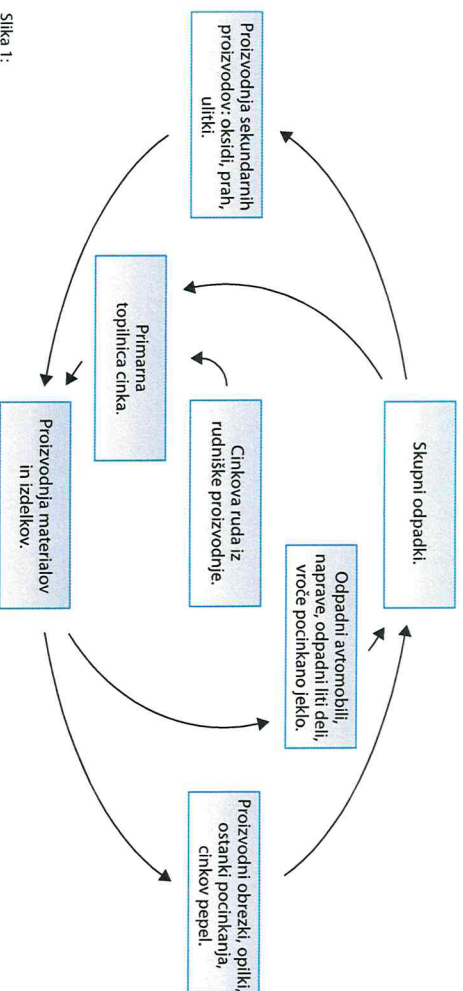 Skupni odpadki.
Proizvodnja sekundarnih
proizvodov: oksidi, prah,
ulitki.
Odpadni avtomobili,
naprave, odpadni liti deli,
vroče pocinkano jeklo.
Cinkova ruda iz
rudniške proizvodnje.
Proizvodni obrezki, opilki,
ostanki pocinkanja,
cinkov pepel.
Primarna
topilnica cinka.
Proizvodnja materialov
in izdelkov.
Slika 1: